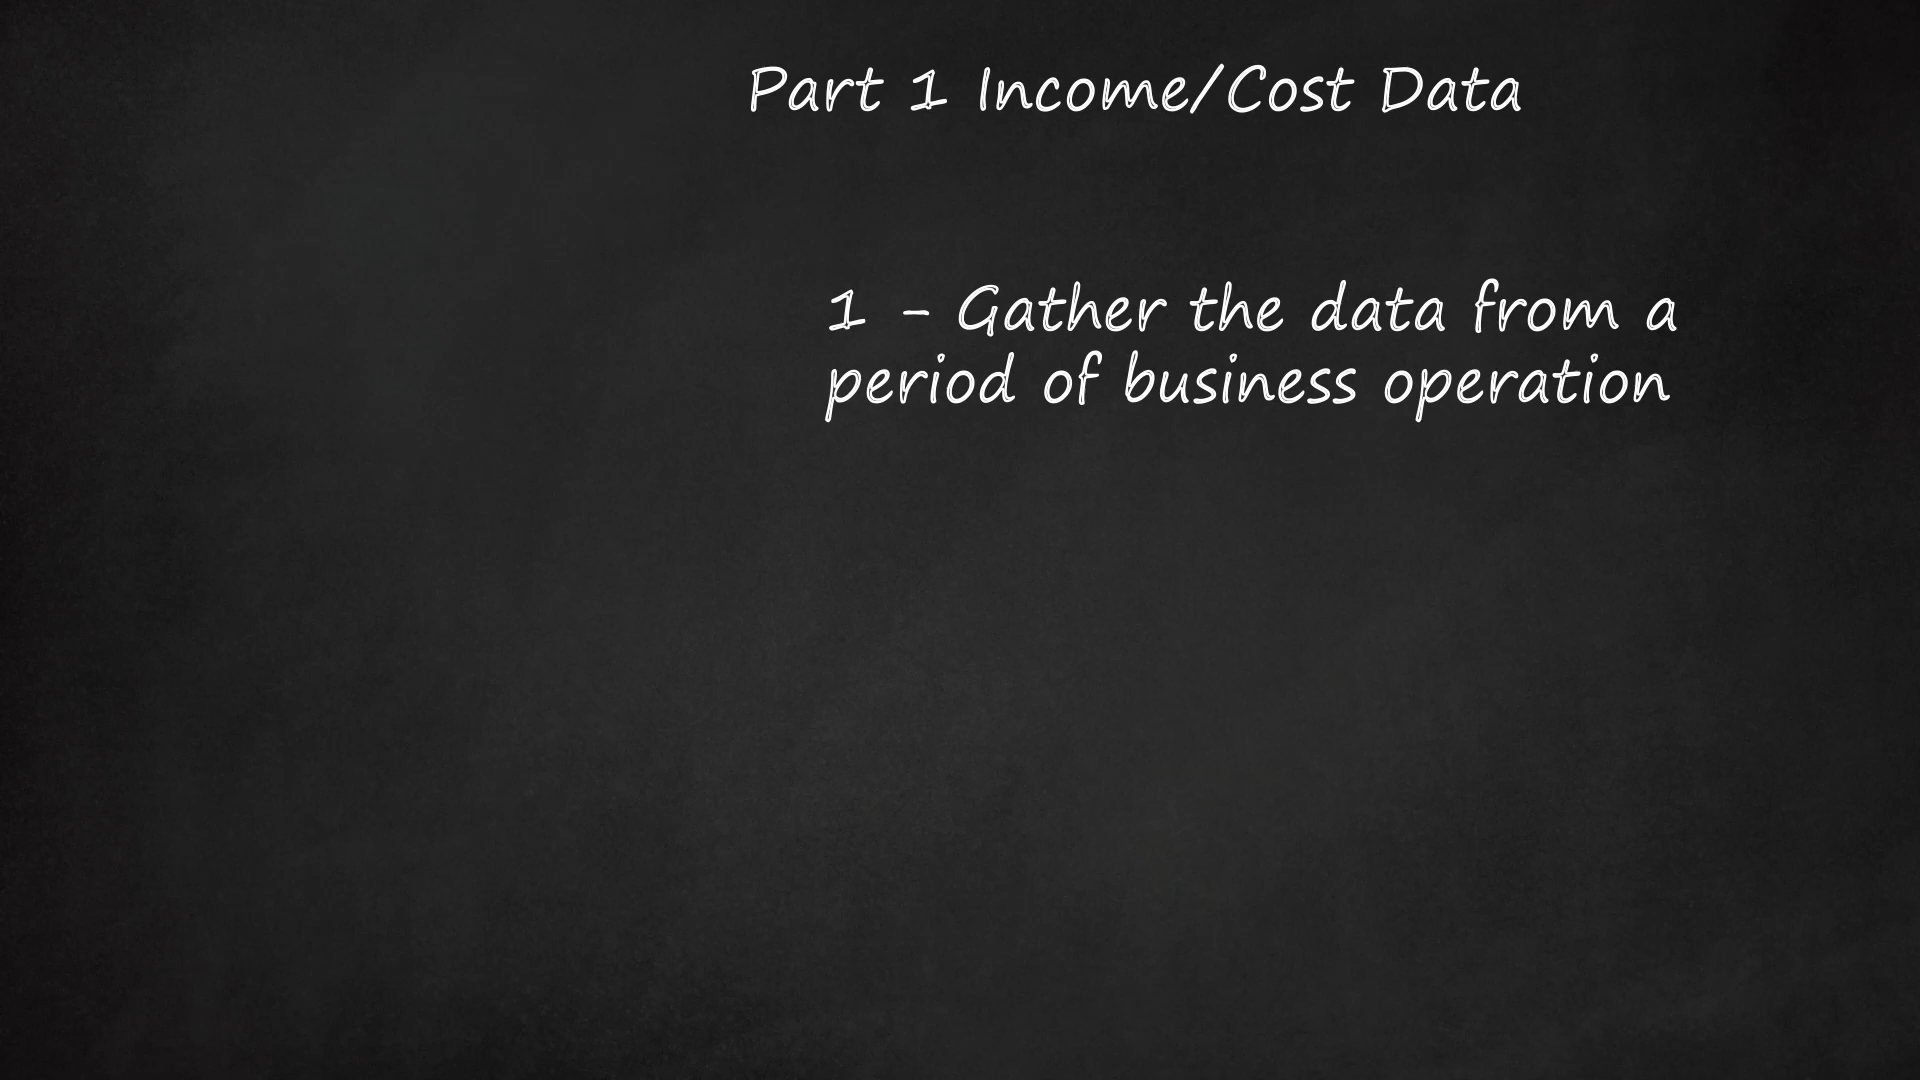 Part 1 Income/Cost Data
1 - Gather the data from a
period of business operation